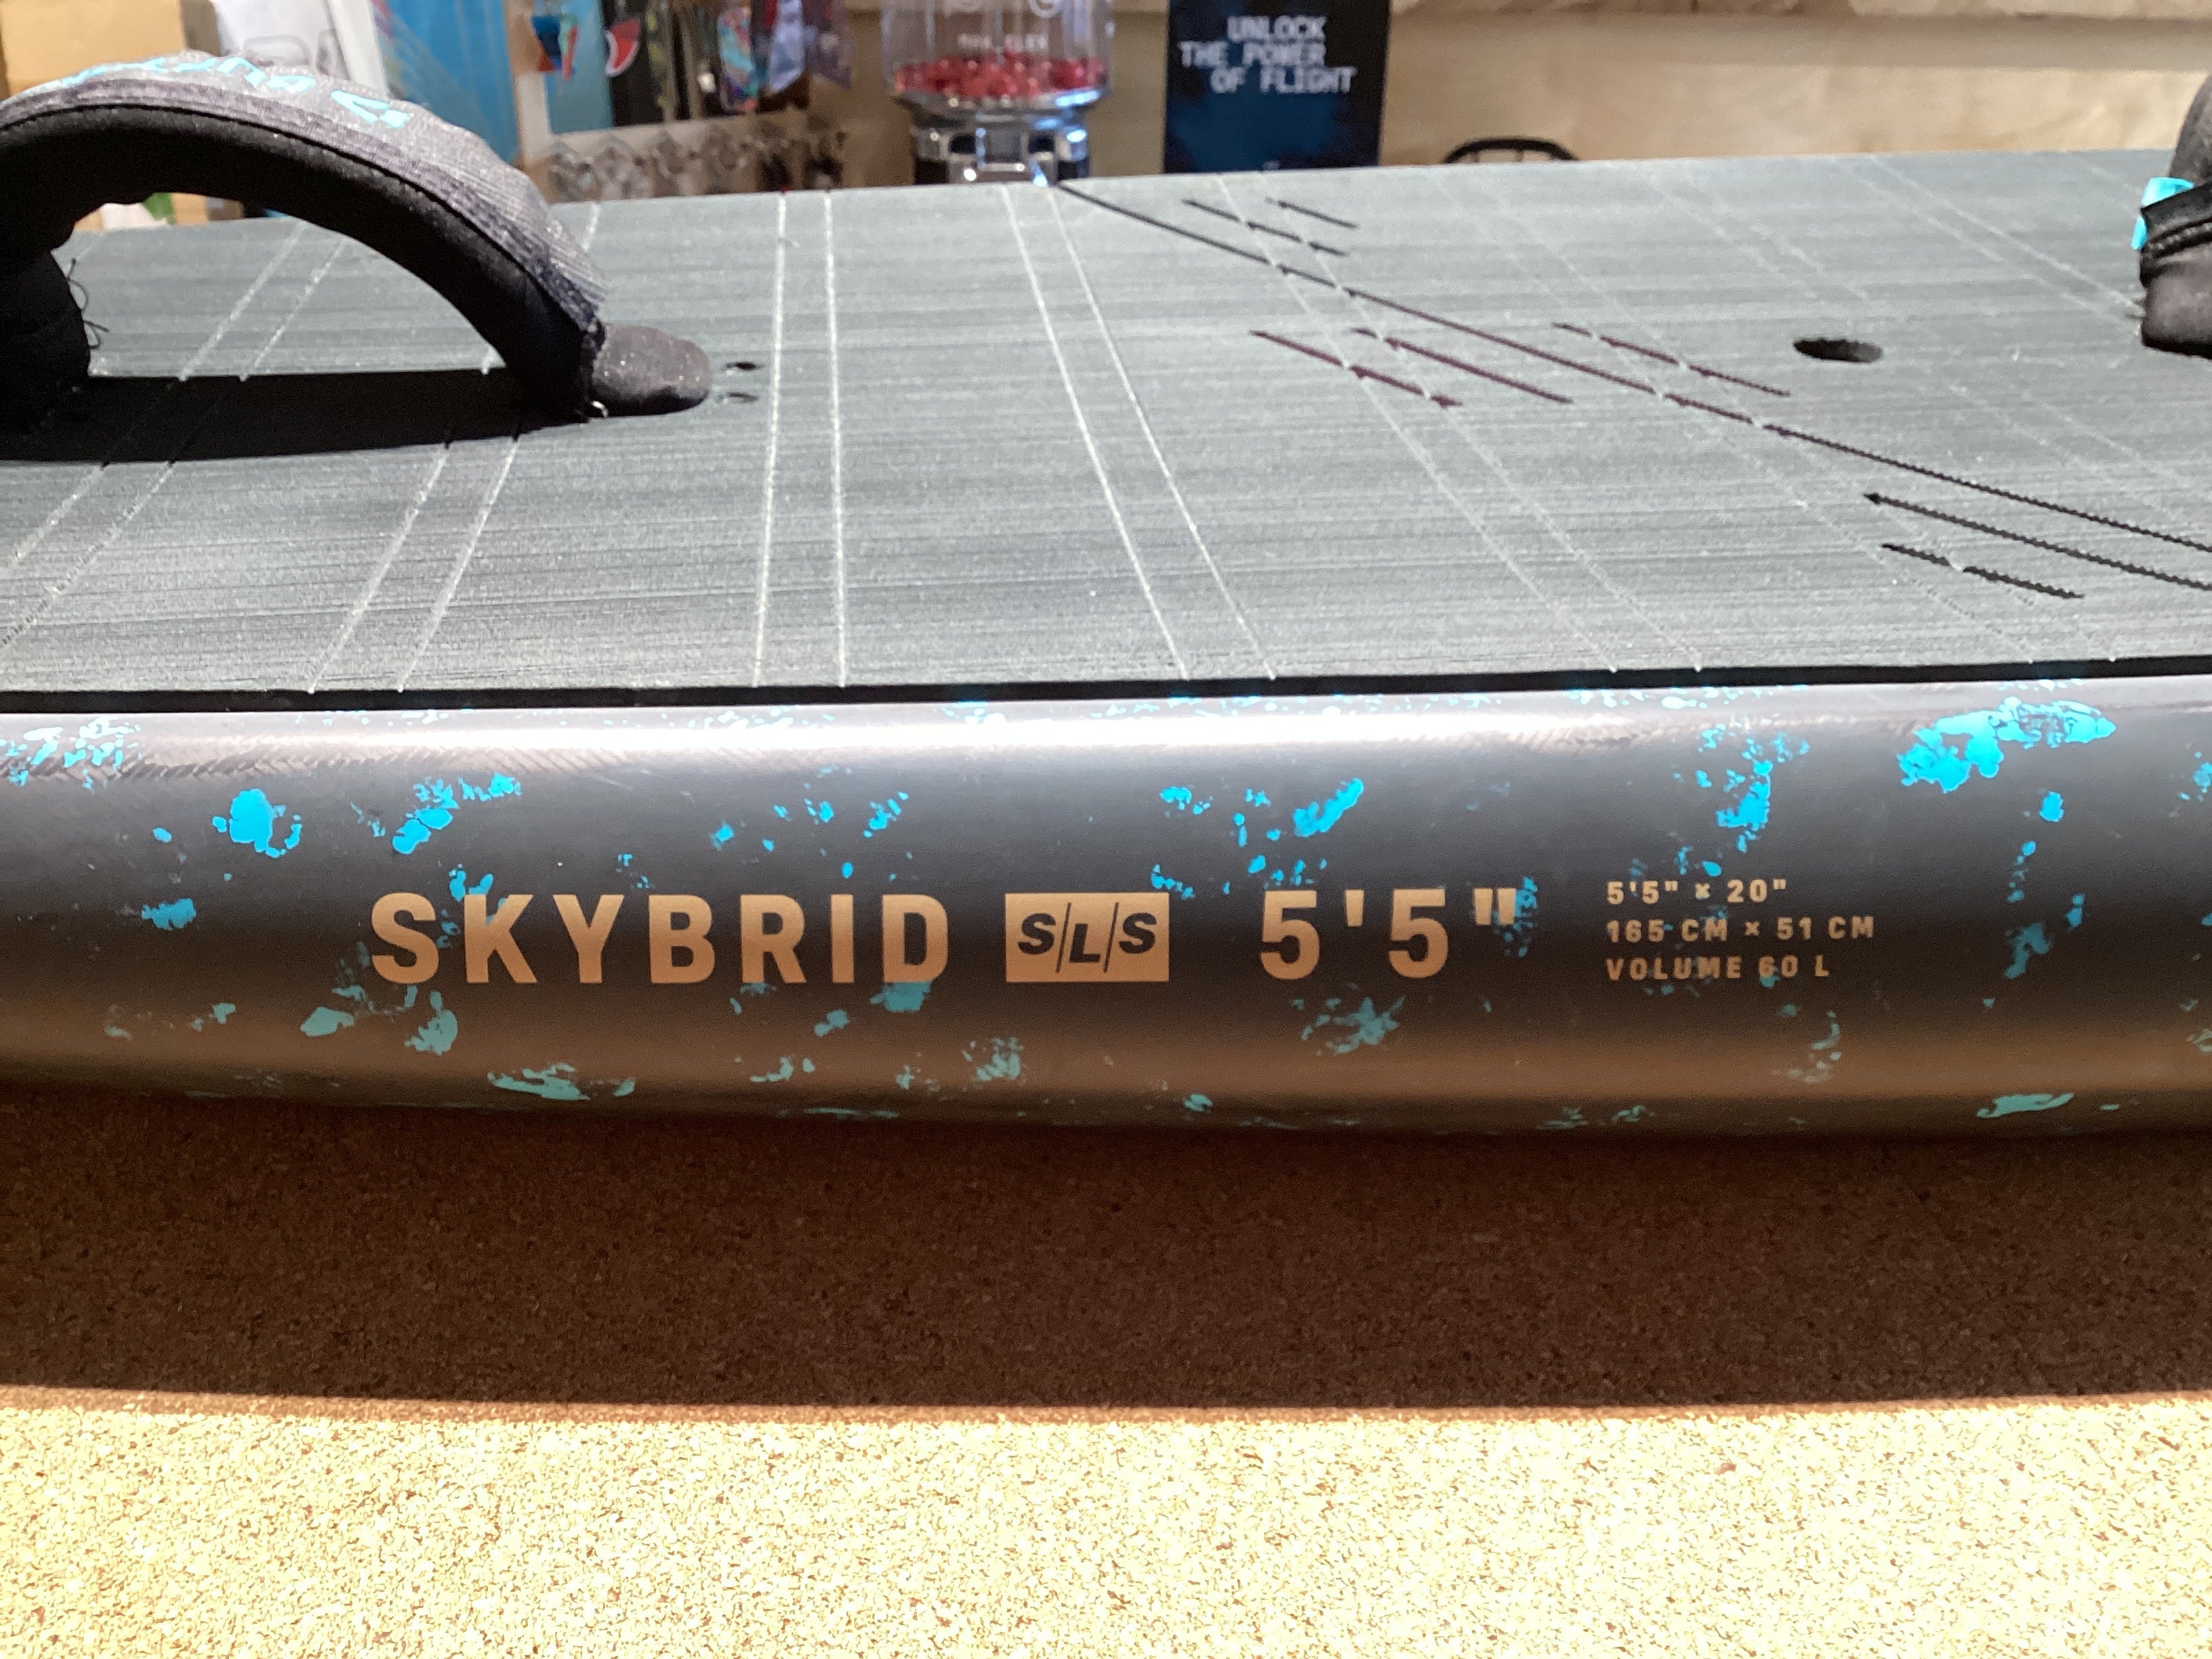 UNLOCK
THE POWER
OF FLIGHT
SKYBRID S/L/S 5'5"
5'5" × 20"
165 CM × 51 CM
VOLUME 60 L